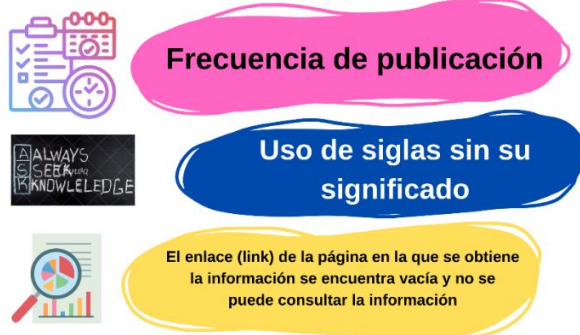 Frecuencia de publicación
ALWAYS
SEEK
KNOWLELEDGE
Uso de siglas sin su
significado
El enlace (link) de la página en la que se obtiene
la información se encuentra vacía y no se
puede consultar la información